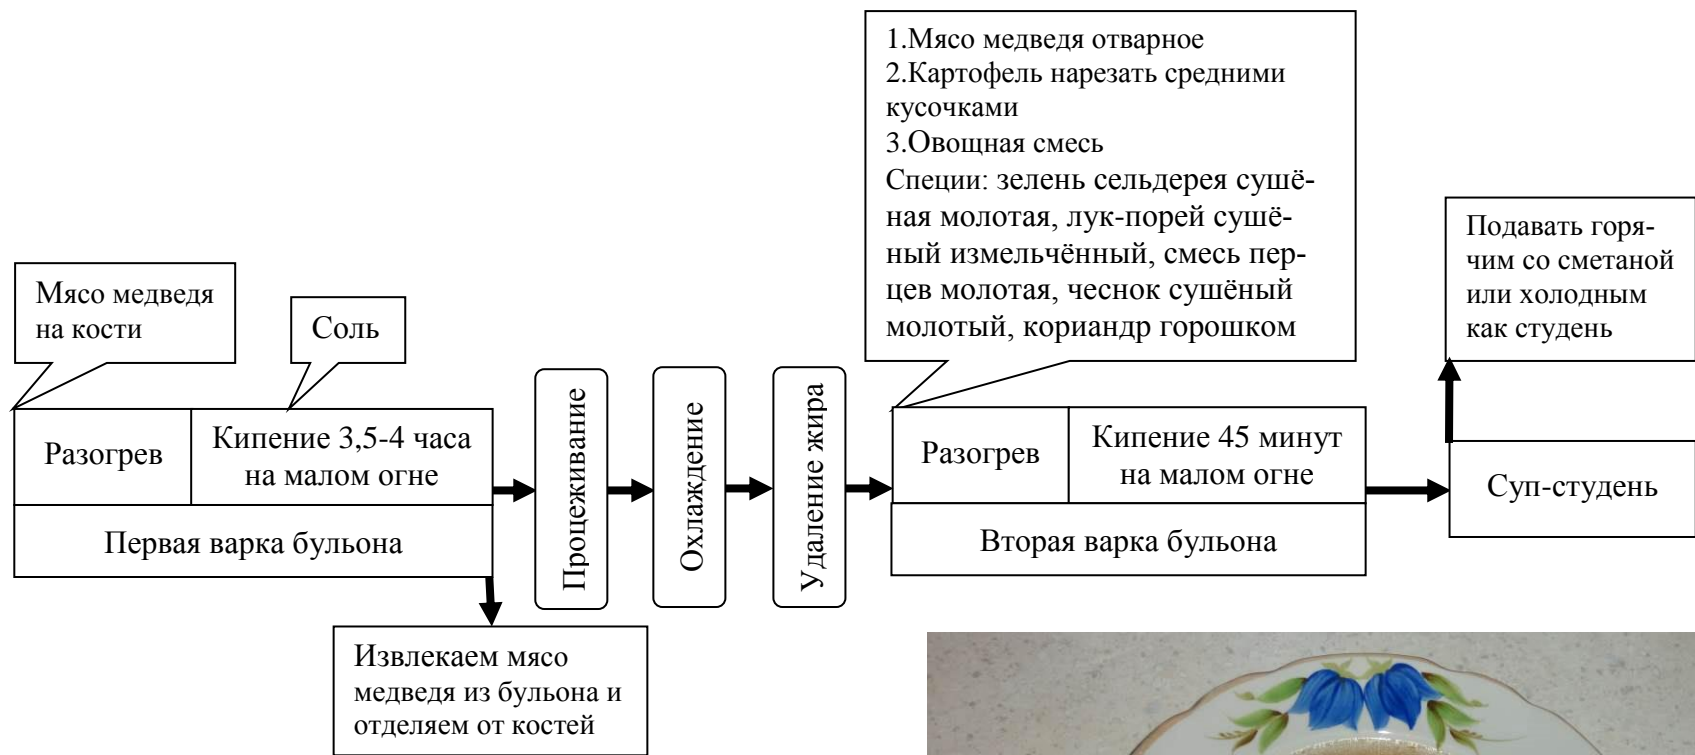 1.Мясо медведя отварное
2.Картофель нарезать средними
кусочками
3.Овощная смесь
Специи: зелень сельдерея сушё-
ная молотая, лук-порей сушё-
ный измельчённый, смесь пер-
цев молотая, чеснок сушёный
молотый, кориандр горошком
Подавать горя-
чим со сметаной
или холодным
как студень
Мясо медведя
на кости
Соль
Разогрев
Кипение 3,5-4 часа
на малом огне
Первая варка бульона
Процеживание
Охлаждение
Удаление жира
Разогрев
Кипение 45 минут
на малом огне
Вторая варка бульона
Суп-студень
Извлекаем мясо
медведя из бульона и
отделяем от костей